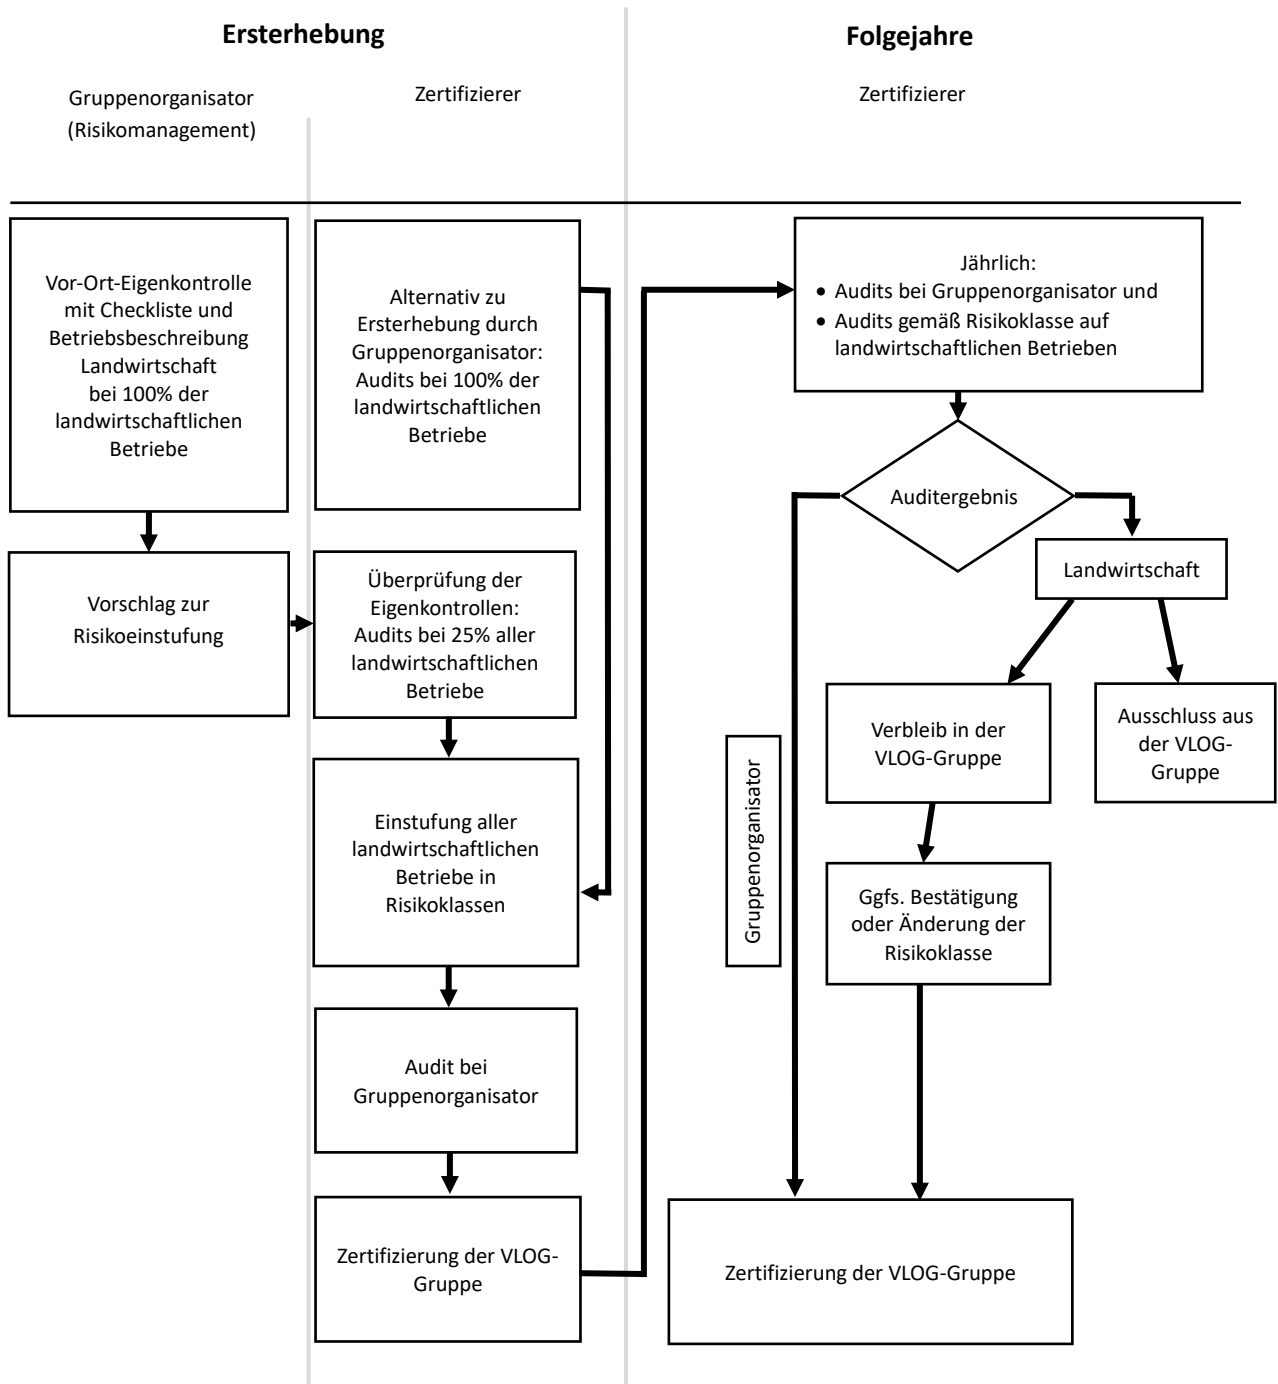 Ersterhebung
Folgejahre
Gruppenorganisator
(Risikomanagement)
Zertifizierer
Zertifizierer
Vor-Ort-Eigenkontrolle
mit Checkliste und
Betriebsbeschreibung
Landwirtschaft
bei 100% der
landwirtschaftlichen
Betriebe
Vorschlag zur
Risikoeinstufung
Alternativ zu
Ersterhebung durch
Gruppenorganisator:
Audits bei 100% der
landwirtschaftlichen
Betriebe
Überprüfung der
Eigenkontrollen:
Audits bei 25% aller
landwirtschaftlichen
Betriebe
Einstufung aller
landwirtschaftlichen
Betriebe in
Risikoklassen
Audit bei
Gruppenorganisator
Zertifizierung der VLOG-
Gruppe
Jährlich:
• Audits bei Gruppenorganisator und
• Audits gemäß Risikoklasse auf
landwirtschaftlichen Betrieben
Auditergebnis
Landwirtschaft
Verbleib in der
VLOG-Gruppe
Ausschluss aus
der VLOG-
Gruppe
Gruppenorganisator
Ggfs. Bestätigung
oder Änderung der
Risikoklasse
Zertifizierung der VLOG-Gruppe